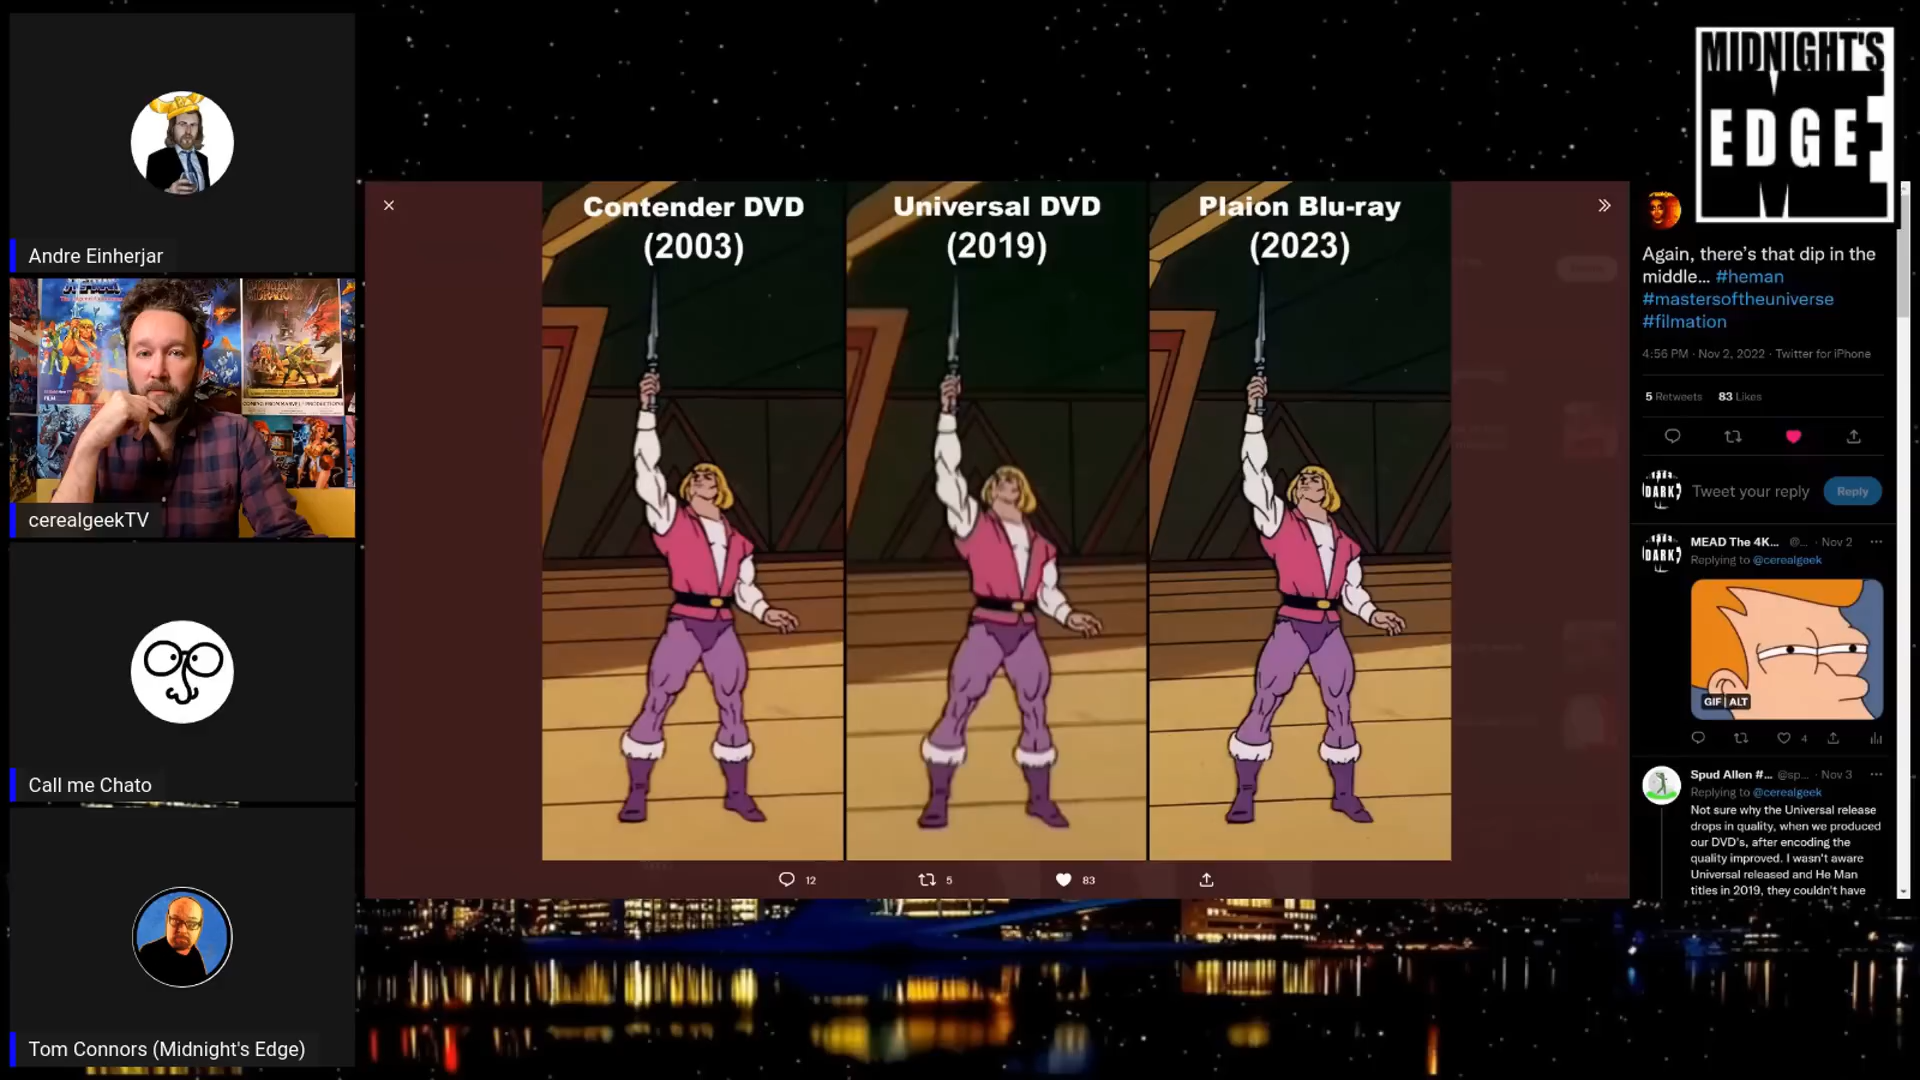 Andre Einherjar
cerealgeekTV
Call me Chato
Tom Connors (Midnight's Edge)
Contender DVD
(2003)
Universal DVD
(2019)
Plaion Blu-ray
(2023)
12
5
83
MIDNIGHT'S
EDGE
Again, there's that dip in the
middle... #heman
#mastersoftheuniverse
#filmation
4:56 PM · Nov 2, 2022 · Twitter for iPhone
5 Retweets 83 Likes
DARK
Tweet your reply
Reply
DARK
MEAD The 4K... @... · Nov 2
Replying to @cerealgeek
GIF ALT
4
Spud Allen #... @sp... · Nov 3
Replying to @cerealgeek
Not sure why the Universal release
drops in quality, when we produced
our DVD's, after encoding the
quality improved. I wasn't aware
Universal released and He Man
titles in 2019, they couldn't have